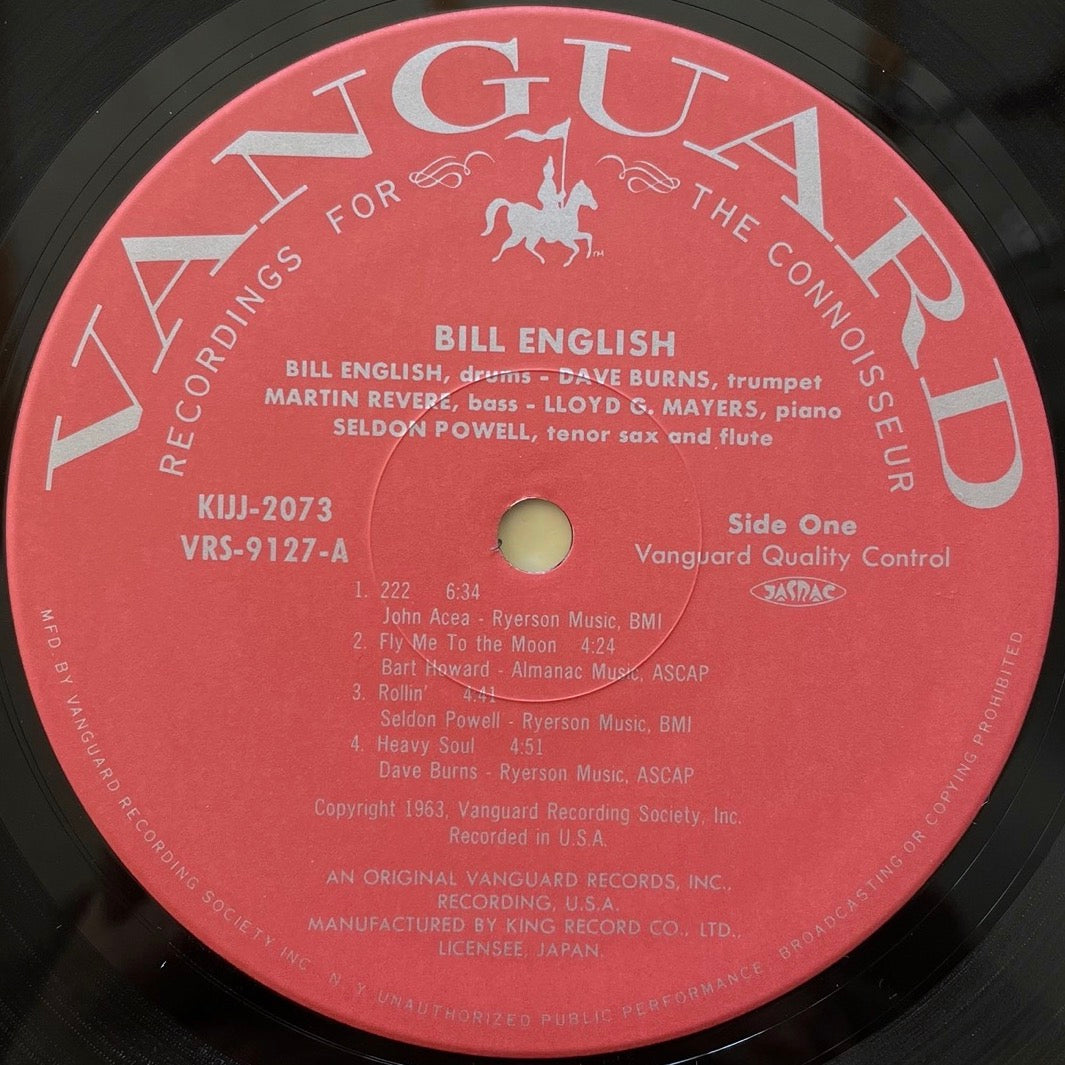 VANGUARD
RECORDINGS FOR THE CONNOISSEUR
TM
BILL ENGLISH
BILL ENGLISH, drums - DAVE BURNS, trumpet
MARTIN REVERE, bass - LLOYD G. MAYERS, piano
SELDON POWELL, tenor sax and flute
KIJJ-2073
VRS-9127-A
Side One
Vanguard Quality Control
JASRAC
1. 222 6:34
John Acea - Ryerson Music, BMI
2. Fly Me To the Moon 4:24
Bart Howard - Almanac Music, ASCAP
3. Rollin' 4:41
Seldon Powell - Ryerson Music, BMI
4. Heavy Soul 4:51
Dave Burns - Ryerson Music, ASCAP
Copyright 1963, Vanguard Recording Society, Inc.
Recorded in U.S.A.
AN ORIGINAL VANGUARD RECORDS, INC.,
RECORDING, U.S.A.
MANUFACTURED BY KING RECORD CO., LTD.,
LICENSEE, JAPAN.
MFD. BY VANGUARD RECORDING SOCIETY INC. N. Y. UNAUTHORIZED PUBLIC PERFORMANCE BROADCASTING OR COPYING PROHIBITED